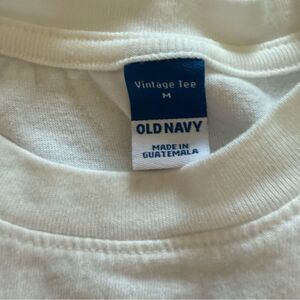 Vintage Tee
M
OLD NAVY
MADE IN
GUATEMALA